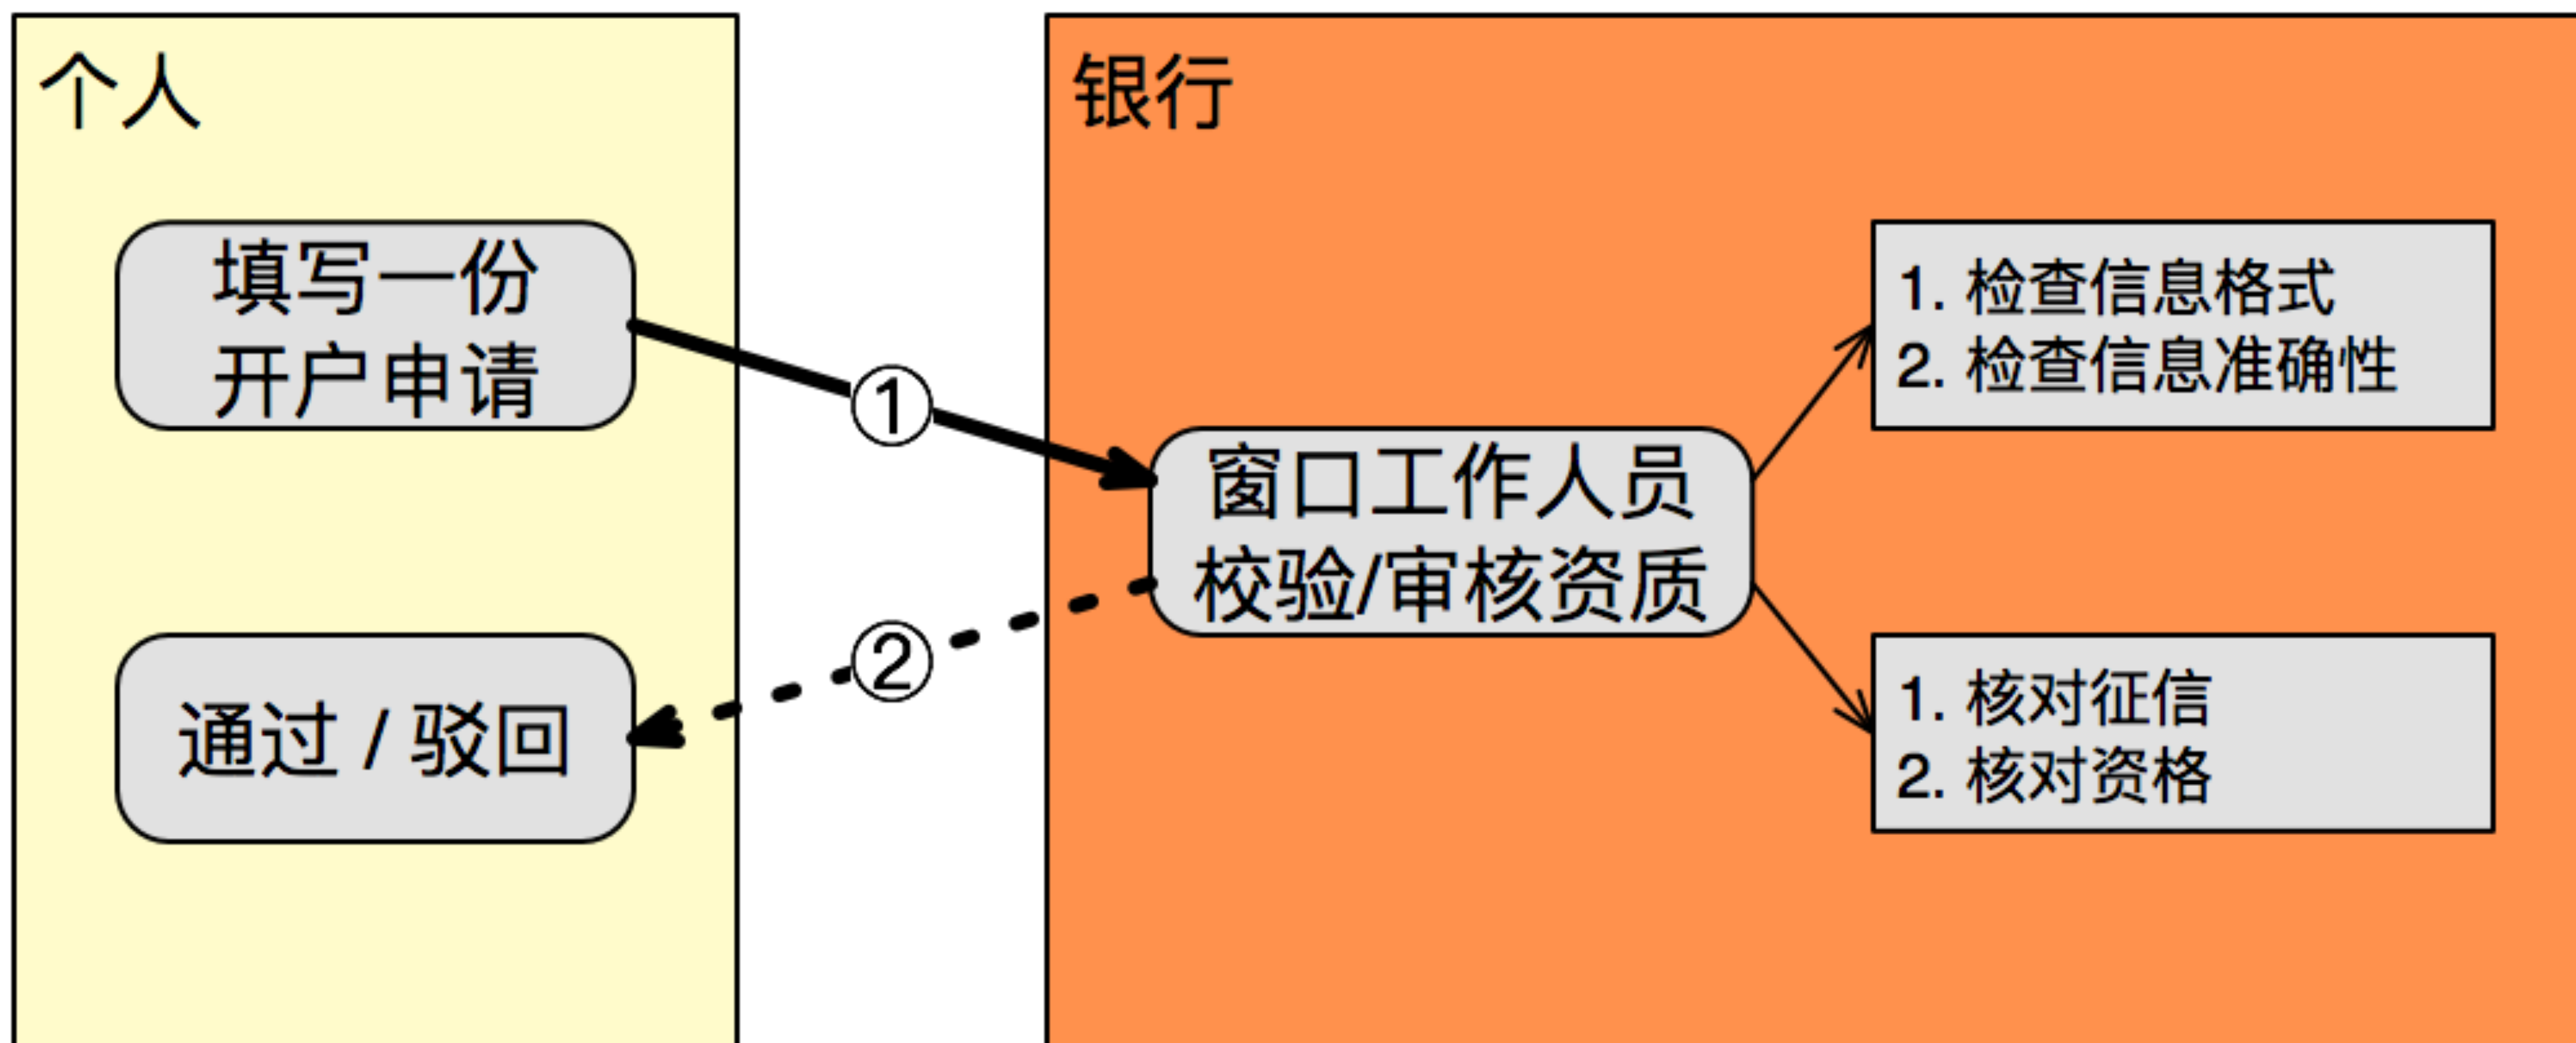 个人
填写一份
开户申请
①
②
通过 / 驳回
银行
窗口工作人员
校验/审核资质
1. 检查信息格式
2. 检查信息准确性
1. 核对征信
2. 核对资格